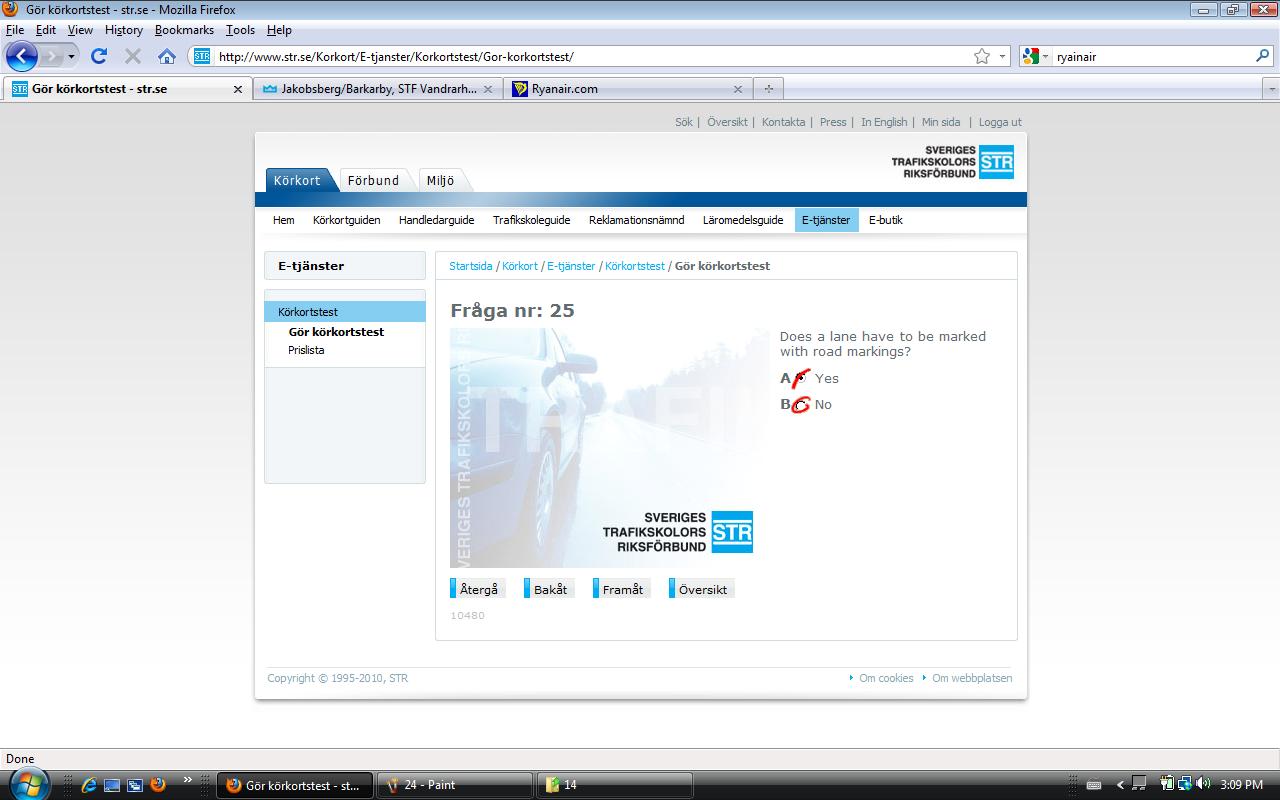 Gör körkortstest - str.se - Mozilla Firefox
File Edit View History Bookmarks Tools Help
STR http://www.str.se/Korkort/E-tjanster/Korkortstest/Gor-korkortstest/ ryainair
STR Gör körkortstest - str.se Jakobsberg/Barkarby, STF Vandrarh... Ryanair.com
Sök | Översikt | Kontakta | Press | In English | Min sida | Logga ut
SVERIGES
TRAFIKSKOLORS STR
RIKSFÖRBUND
Körkort Förbund Miljö
Hem Körkortguiden Handledarguide Trafikskoleguide Reklamationsnämnd Läromedelsguide E-tjänster E-butik
E-tjänster
Körkortstest
Gör körkortstest
Prislista
Startsida / Körkort / E-tjänster / Körkortstest / Gör körkortstest
Fråga nr: 25
Does a lane have to be marked
with road markings?
A Yes
B No
SVERIGES TRAFIKSKOLORS R
TRAFI
SVERIGES
TRAFIKSKOLORS STR
RIKSFÖRBUND
Återgå Bakåt Framåt Översikt
10480
Copyright © 1995-2010, STR Om cookies Om webbplatsen
Done
Gör körkortstest - st... 24 - Paint 14 3:09 PM